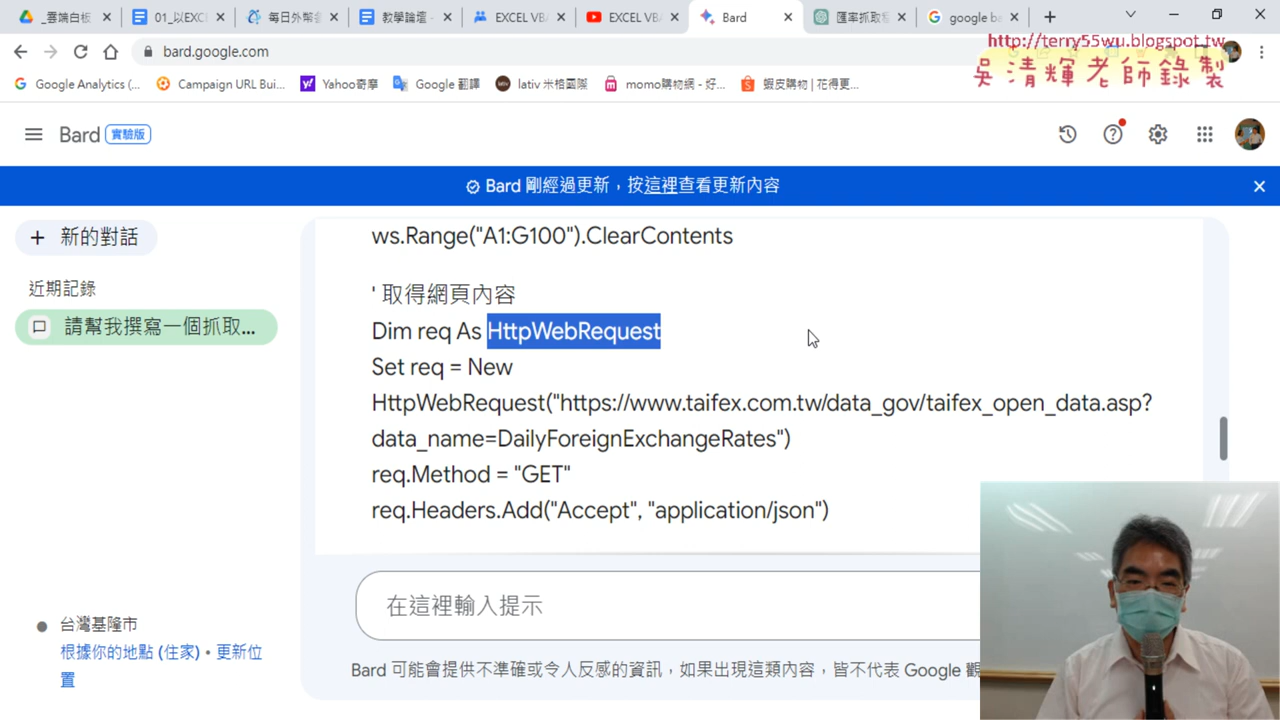 _雲端白板
01_以EXC
每日外幣
教學論壇 -
EXCEL VB
EXCEL VB
Bard
匯率抓取
google b
bard.google.com
http://terry55wu.blogspot.tw
吳清輝老師錄製
Google Analytics (...
Campaign URL Bui...
Yahoo奇摩
Google 翻譯
lativ 米格國際
momo購物網 - 好...
蝦皮購物 | 花得更...
Bard 實驗版
Bard 剛經過更新，按這裡查看更新內容
+ 新的對話
近期記錄
請幫我撰寫一個抓取...
ws.Range("A1:G100").ClearContents
' 取得網頁內容
Dim req As HttpWebRequest
Set req = New
HttpWebRequest("https://www.taifex.com.tw/data_gov/taifex_open_data.asp?
data_name=DailyForeignExchangeRates")
req.Method = "GET"
req.Headers.Add("Accept", "application/json")
在這裡輸入提示
台灣基隆市
根據你的地點 (住家) • 更新位
置
Bard 可能會提供不準確或令人反感的資訊，如果出現這類內容，皆不代表 Google 觀